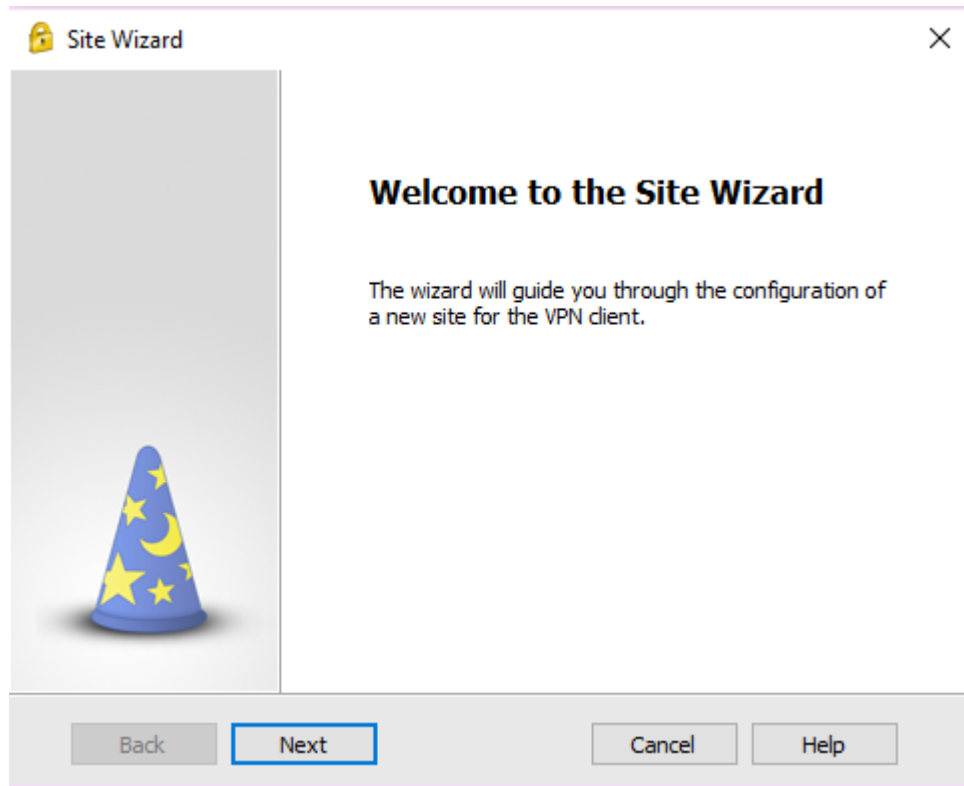 Site Wizard
Welcome to the Site Wizard
The wizard will guide you through the configuration of
a new site for the VPN client.
Back
Next
Cancel
Help